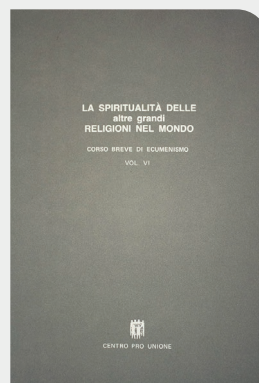 LA SPIRITUALITÀ DELLE
altre grandi
RELIGIONI NEL MONDO
CORSO BREVE DI ECUMENISMO
VOL. VI
CENTRO PRO UNIONE